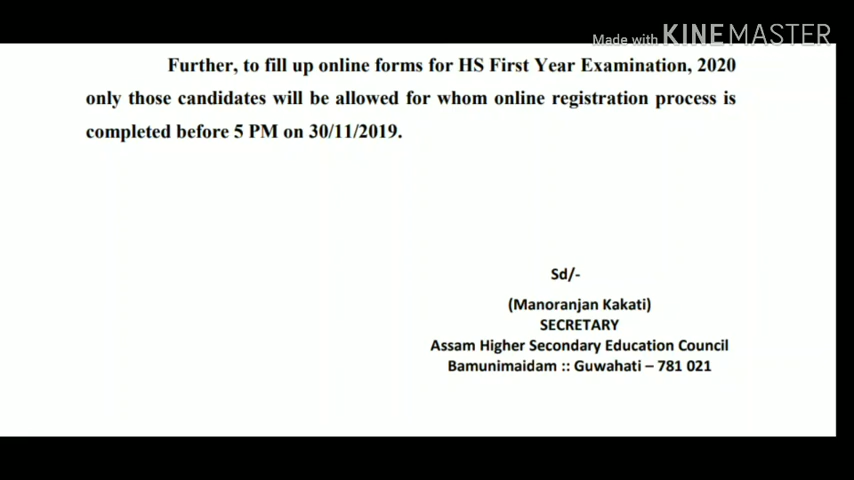 Made with KINEMASTER
Further, to fill up online forms for HS First Year Examination, 2020
only those candidates will be allowed for whom online registration process is
completed before 5 PM on 30/11/2019.
Sd/-
(Manoranjan Kakati)
SECRETARY
Assam Higher Secondary Education Council
Bamunimaidam :: Guwahati – 781 021